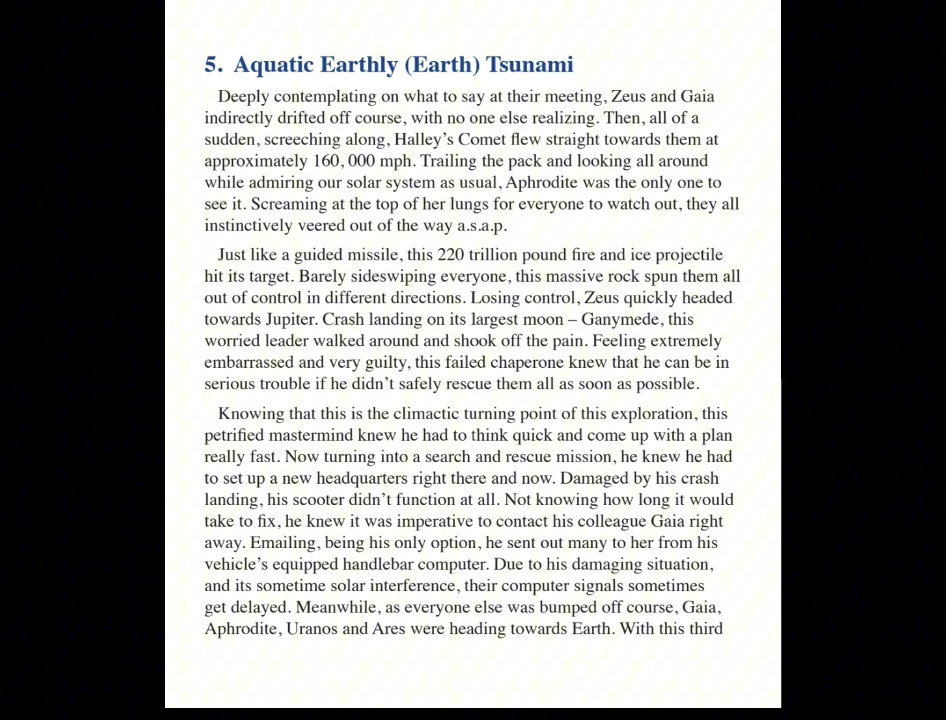 5. Aquatic Earthly (Earth) Tsunami
Deeply contemplating on what to say at their meeting, Zeus and Gaia
indirectly drifted off course, with no one else realizing. Then, all of a
sudden, screeching along, Halley's Comet flew straight towards them at
approximately 160, 000 mph. Trailing the pack and looking all around
while admiring our solar system as usual, Aphrodite was the only one to
see it. Screaming at the top of her lungs for everyone to watch out, they all
instinctively veered out of the way a.s.a.p.
Just like a guided missile, this 220 trillion pound fire and ice projectile
hit its target. Barely sideswiping everyone, this massive rock spun them all
out of control in different directions. Losing control, Zeus quickly headed
towards Jupiter. Crash landing on its largest moon – Ganymede, this
worried leader walked around and shook off the pain. Feeling extremely
embarrassed and very guilty, this failed chaperone knew that he can be in
serious trouble if he didn't safely rescue them all as soon as possible.
Knowing that this is the climactic turning point of this exploration, this
petrified mastermind knew he had to think quick and come up with a plan
really fast. Now turning into a search and rescue mission, he knew he had
to set up a new headquarters right there and now. Damaged by his crash
landing, his scooter didn't function at all. Not knowing how long it would
take to fix, he knew it was imperative to contact his colleague Gaia right
away. Emailing, being his only option, he sent out many to her from his
vehicle's equipped handlebar computer. Due to his damaging situation,
and its sometime solar interference, their computer signals sometimes
get delayed. Meanwhile, as everyone else was bumped off course, Gaia,
Aphrodite, Uranos and Ares were heading towards Earth. With this third